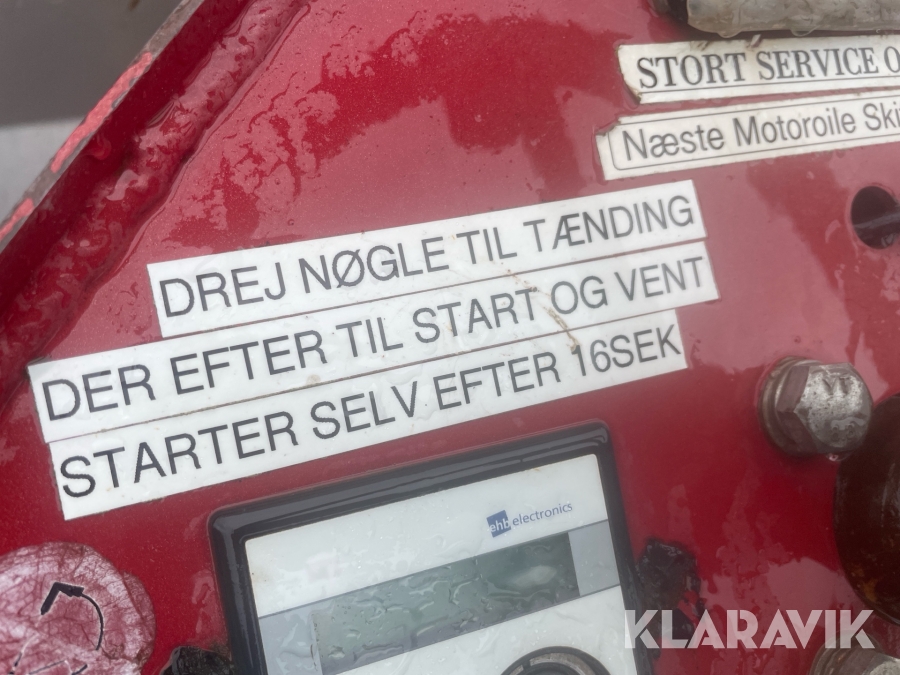 STORT SERVICE
Næste Motoroile
DREJ NØGLE TIL TÆNDING
DER EFTER TIL START OG VENT
STARTER SELV EFTER 16SEK
ehb electronics
KLARAVIK